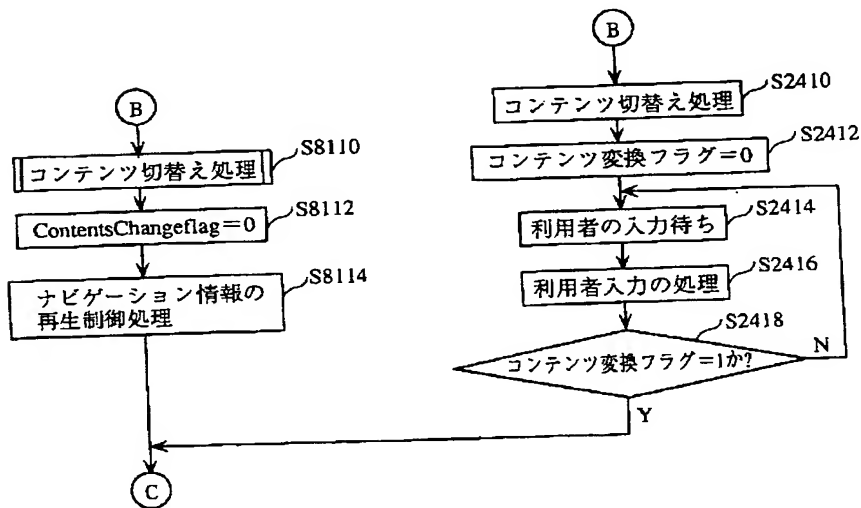 B
コンテンツ切替え処理
S8110
ContentsChangeflag=0
S8112
ナビゲーション情報の
再生制御処理
S8114
B
コンテンツ切替え処理
S2410
コンテンツ変換フラグ=0
S2412
利用者の入力待ち
S2414
利用者入力の処理
S2416
コンテンツ変換フラグ=1か?
S2418
N
Y
C